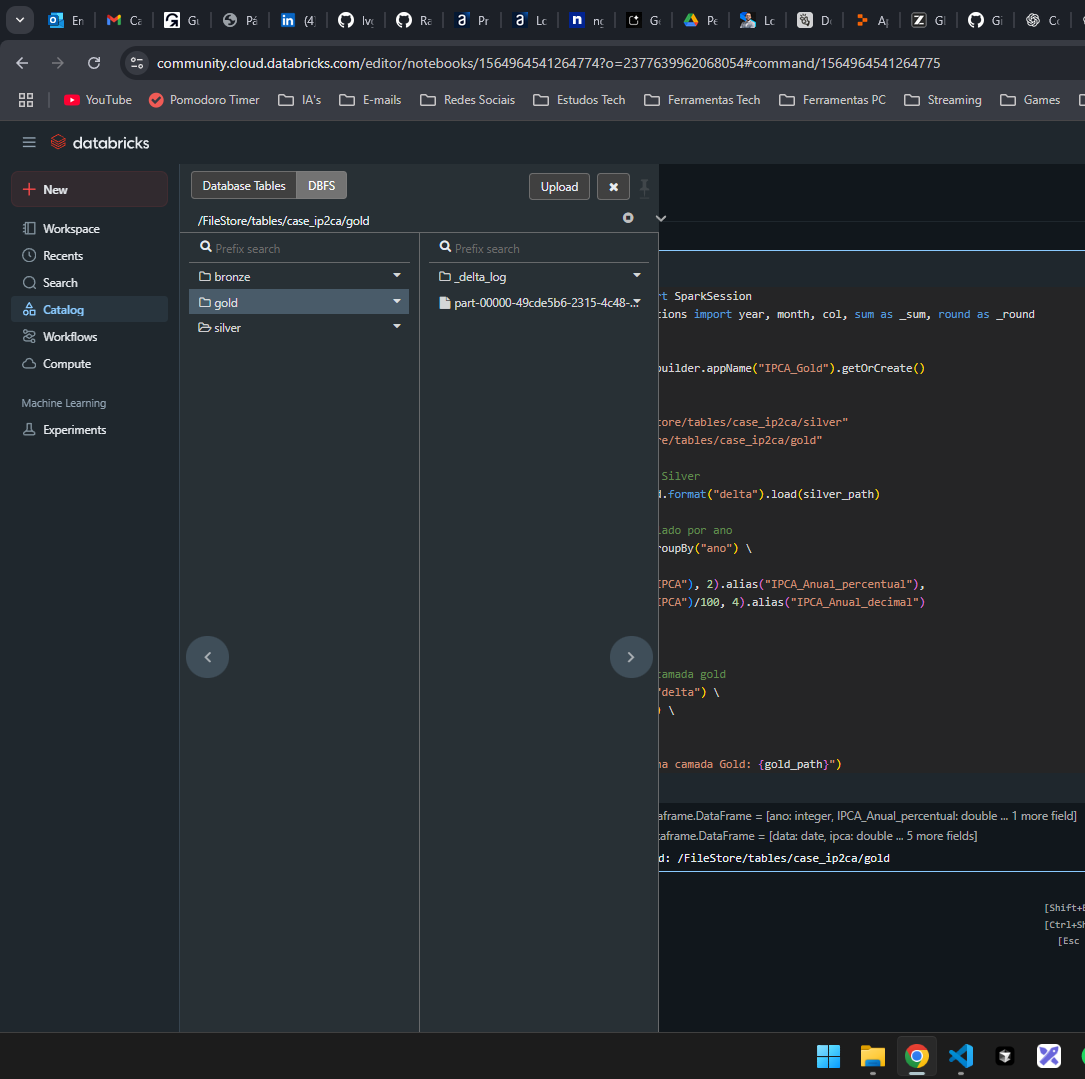 En
Ca
Gu
Pá
(4)
Iv
Ra
Pr
Lo
Ge
Pe
Lo
Ap
Gl
Gi
Co
community.cloud.databricks.com/editor/notebooks/1564964541264774?o=2377639962068054#command/1564964541264775
YouTube
Pomodoro Timer
IA's
E-mails
Redes Sociais
Estudos Tech
Ferramentas Tech
Ferramentas PC
Streaming
Games
databricks
New
Workspace
Recents
Search
Catalog
Workflows
Compute
Machine Learning
Experiments
Database Tables
DBFS
Upload
/FileStore/tables/case_ip2ca/gold
Prefix search
bronze
gold
silver
Prefix search
_delta_log
part-00000-49cde5b6-2315-4c48-...
rt SparkSession
tions import year, month, col, sum as _sum, round as _round
builder.appName("IPCA_Gold").getOrCreate()
tore/tables/case_ip2ca/silver"
re/tables/case_ip2ca/gold"
Silver
d.format("delta").load(silver_path)
lado por ano
roupBy("ano") \
IPCA"), 2).alias("IPCA_Anual_percentual"),
IPCA")/100, 4).alias("IPCA_Anual_decimal")
camada gold
"delta") \
) \
na camada Gold: {gold_path}")
aframe.DataFrame = [ano: integer, IPCA_Anual_percentual: double ... 1 more field]
taframe.DataFrame = [data: date, ipca: double ... 5 more fields]
d: /FileStore/tables/case_ip2ca/gold
[Shift+E
[Ctrl+Sh
[Esc